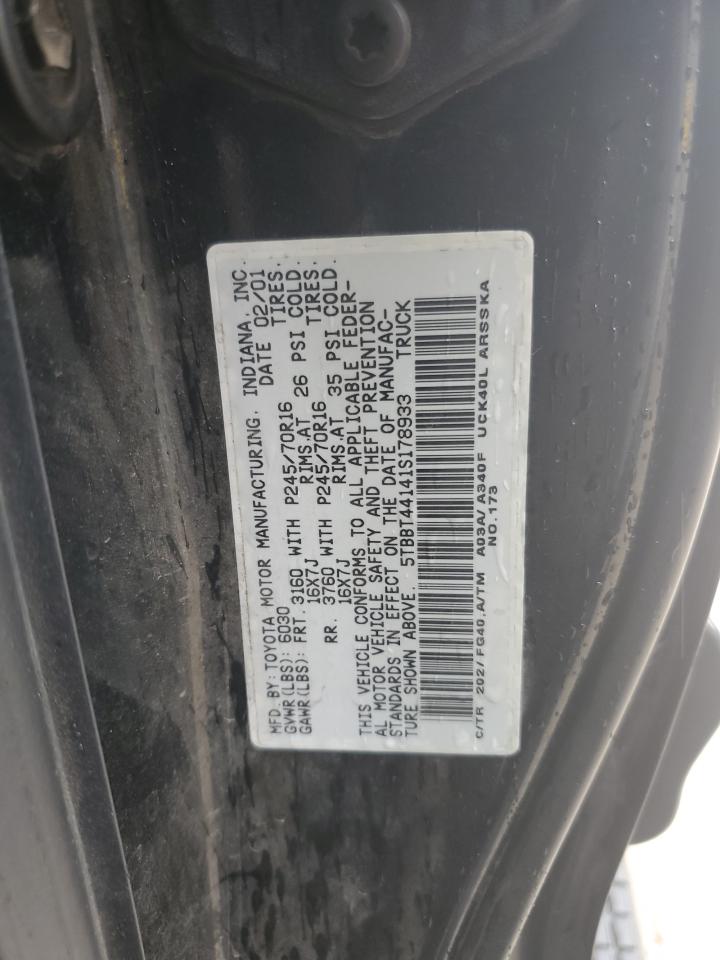 MFD. BY: TOYOTA MOTOR MANUFACTURING, INDIANA, INC.
GVWR(LBS): 6030 DATE 02/01
GAWR(LBS): FRT. 3160 WITH P245/70R16 TIRES,
16X7J RIMS,AT 26 PSI COLD.
RR. 3760 WITH P245/70R16 TIRES,
16X7J RIMS,AT 35 PSI COLD.
THIS VEHICLE CONFORMS TO ALL APPLICABLE FEDER-
AL MOTOR VEHICLE SAFETY AND THEFT PREVENTION
STANDARDS IN EFFECT ON THE DATE OF MANUFAC-
TURE SHOWN ABOVE. 5TBBT44141S178933 TRUCK
C/TR 202/ FG40,A/TM A03A/ A340F UCK40L ARSSKA
NO.173